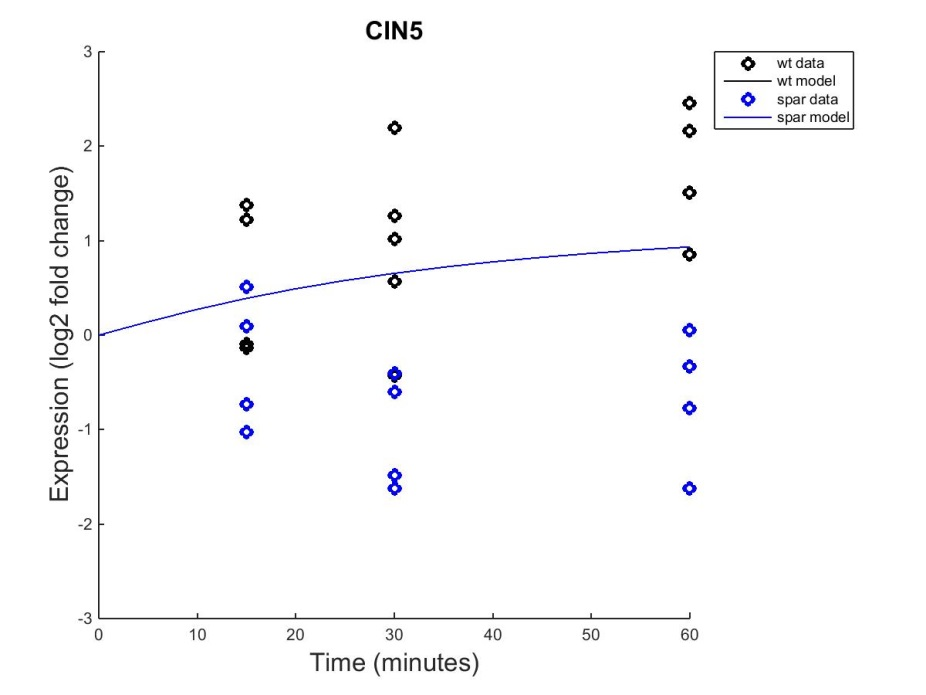 CIN5
3
2
1
0
-1
-2
-3
0 10 20 30 40 50 60
Expression (log2 fold change)
Time (minutes)
wt data
wt model
spar data
spar model